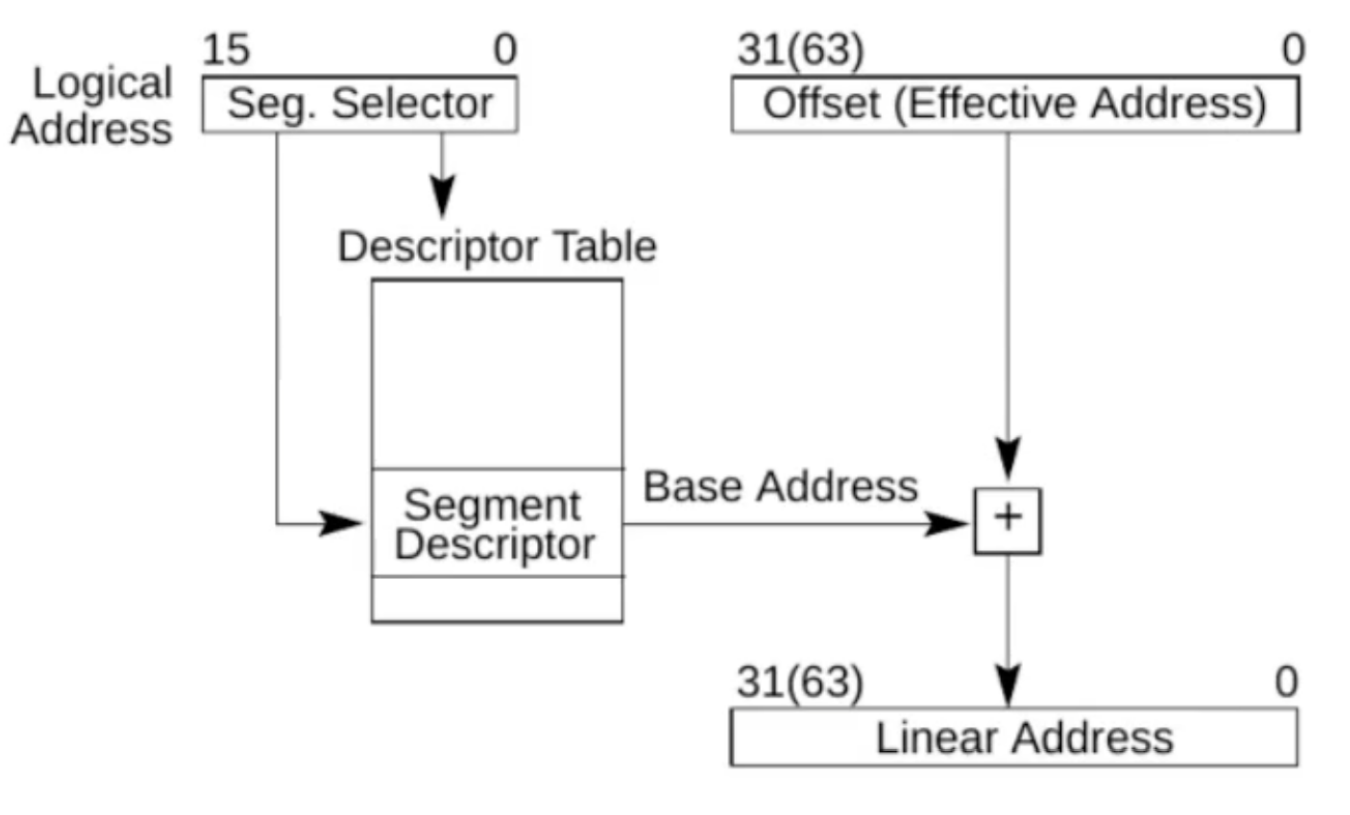 15 0
31(63) 0
Logical
Address
Seg. Selector
Offset (Effective Address)
Descriptor Table
Base Address
+
Segment
Descriptor
31(63) 0
Linear Address